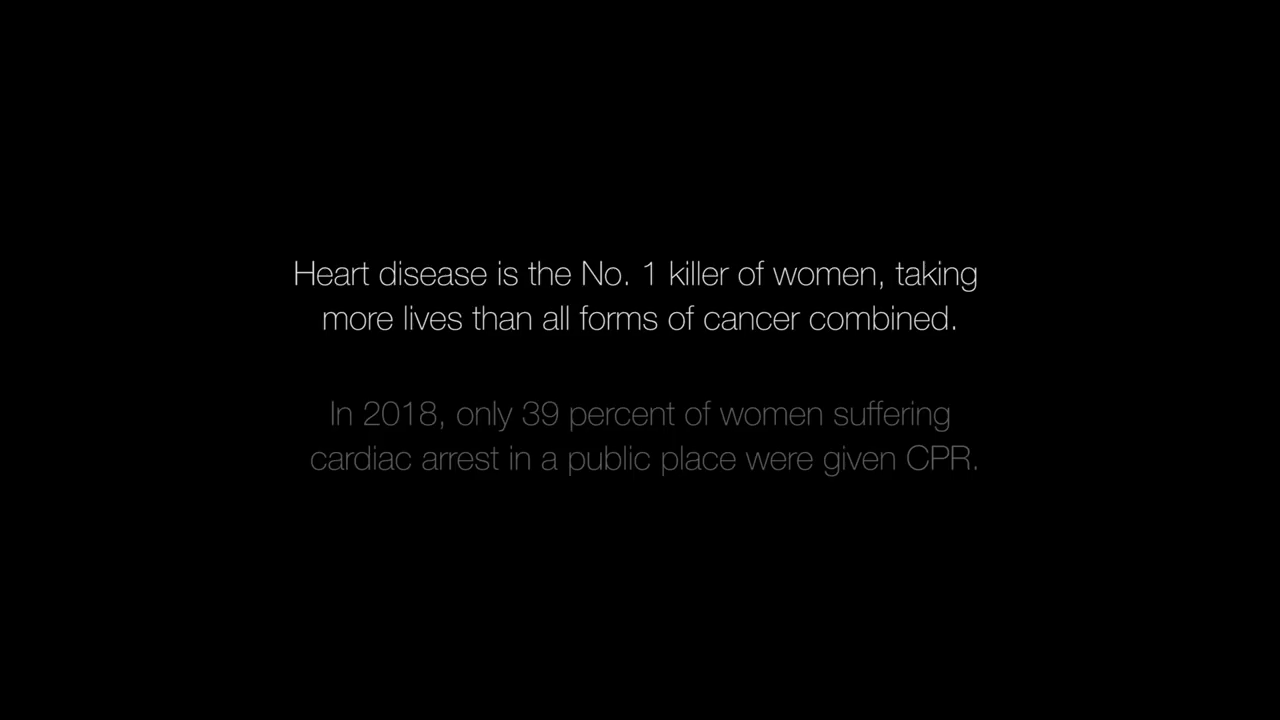 Heart disease is the No. 1 killer of women, taking
more lives than all forms of cancer combined.
In 2018, only 39 percent of women suffering
cardiac arrest in a public place were given CPR.